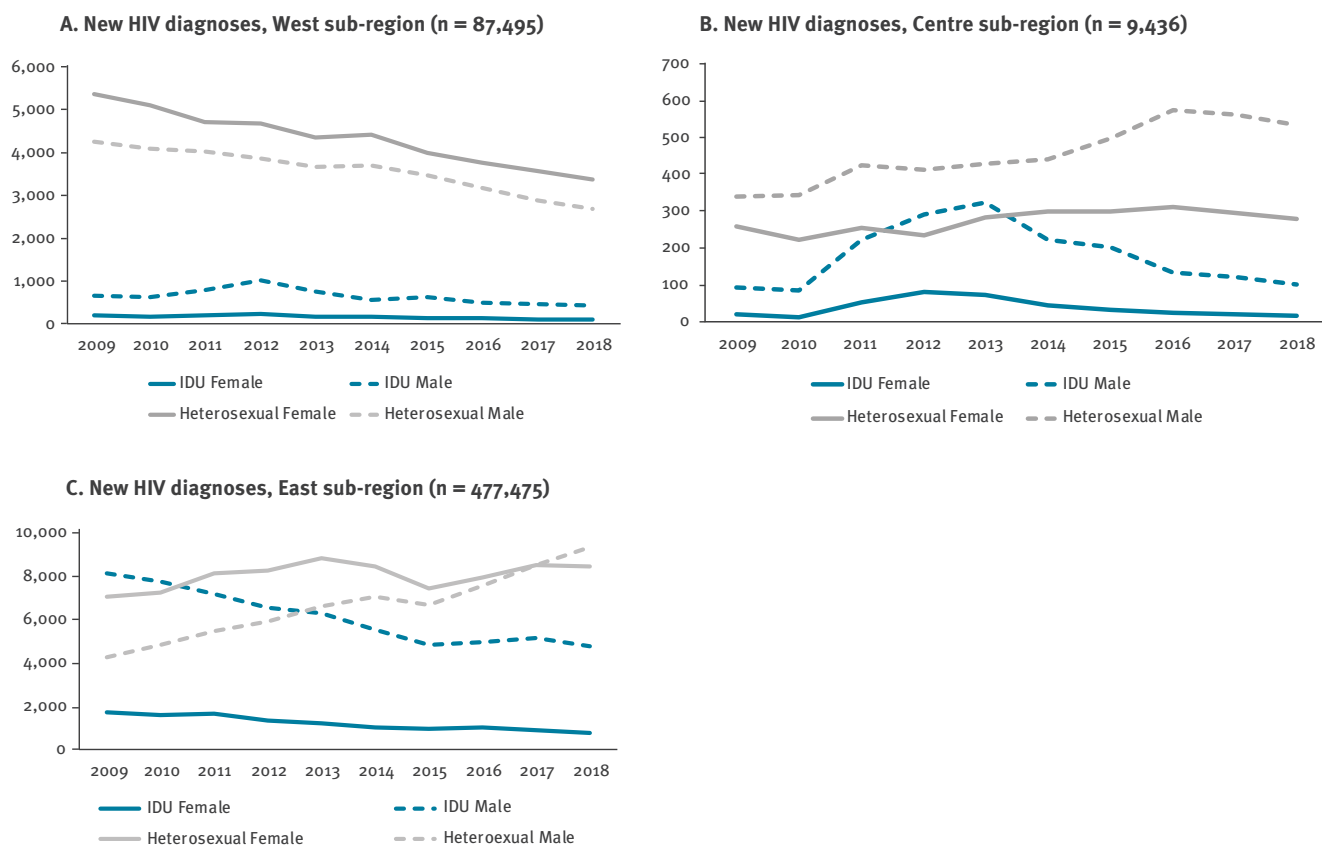 A. New HIV diagnoses, West sub-region (n = 87,495)
6,000
5,000
4,000
3,000
2,000
1,000
0
2009 2010 2011 2012 2013 2014 2015 2016 2017 2018
IDU Female IDU Male
Heterosexual Female Heterosexual Male
B. New HIV diagnoses, Centre sub-region (n = 9,436)
700
600
500
400
300
200
100
0
2009 2010 2011 2012 2013 2014 2015 2016 2017 2018
IDU Female IDU Male
Heterosexual Female Heterosexual Male
C. New HIV diagnoses, East sub-region (n = 477,475)
10,000
8,000
6,000
4,000
2,000
0
2009 2010 2011 2012 2013 2014 2015 2016 2017 2018
IDU Female IDU Male
Heterosexual Female Heteroexual Male